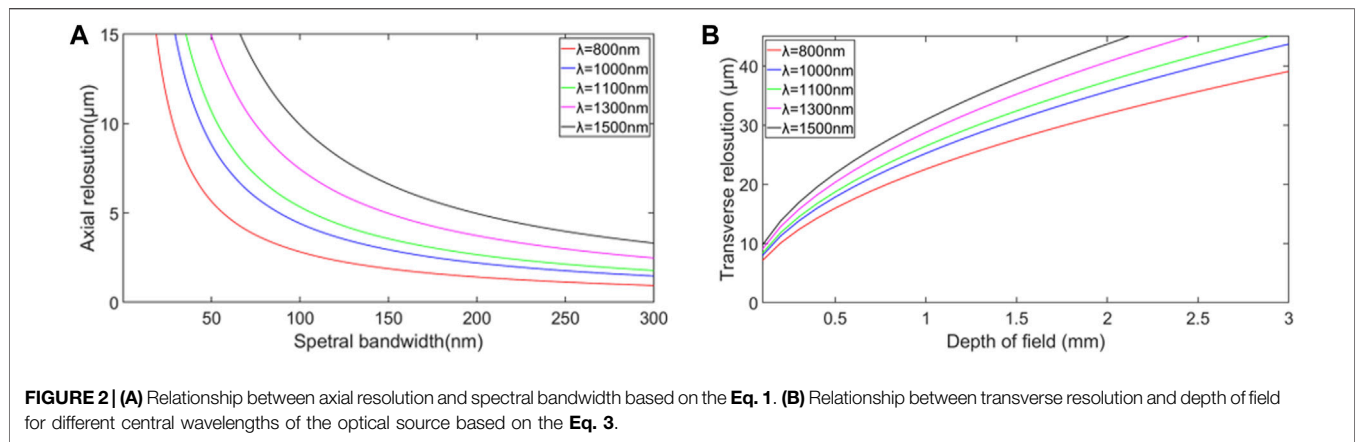 A
15
10
5
0
Axial relosution(μm)
50
100
150
200
250
300
Spetral bandwidth(nm)
λ=800nm
λ=1000nm
λ=1100nm
λ=1300nm
λ=1500nm
B
40
30
20
10
0
Transverse relosution (μm)
0.5
1
1.5
2
2.5
3
Depth of field (mm)
λ=800nm
λ=1000nm
λ=1100nm
λ=1300nm
λ=1500nm
FIGURE 2 | (A) Relationship between axial resolution and spectral bandwidth based on the Eq. 1. (B) Relationship between transverse resolution and depth of field
for different central wavelengths of the optical source based on the Eq. 3.